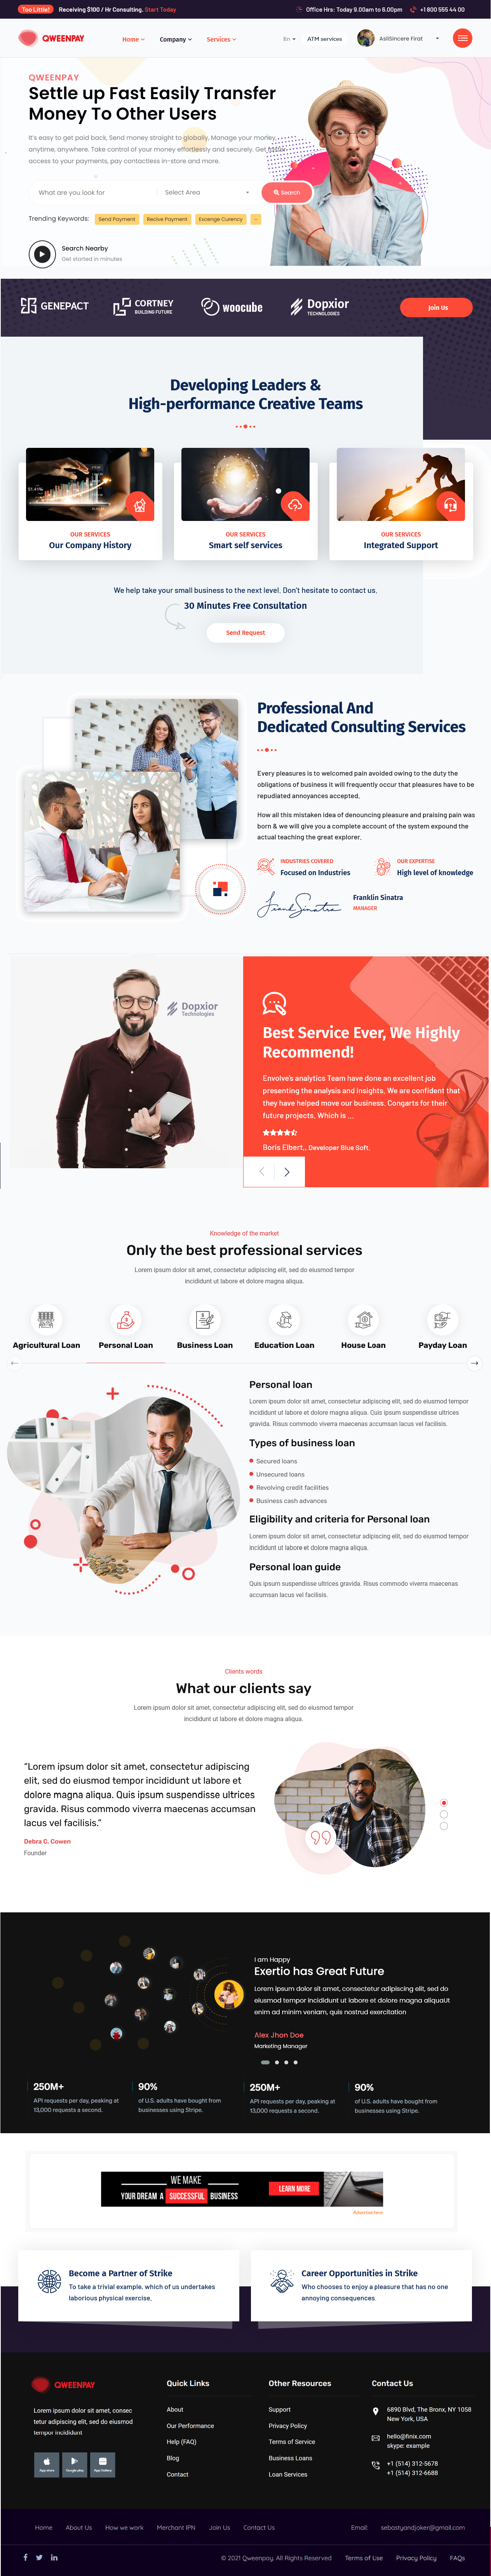 Too Little! Receiving $100 / Hr Consulting. Start Today
Office Hrs: Today 9.00am to 6.00pm
+1 800 555 44 00
QWEENPAY
Home
Company
Services
En
ATM services
AsliSincere Firat
QWEENPAY
Settle up Fast Easily Transfer
Money To Other Users
It's easy to get paid back, Send money straight to globally. Manage your money,
anytime, anywhere. Take control of your money effortlessly and securely. Get
access to your payments, pay contactless in-store and more.
What are you look for
Select Area
Search
Trending Keywords:
Send Payment
Recive Payment
Excenge Curency
Search Nearby
Get started in minutes
GENEPACT
CORTNEY
BUILDING FUTURE
woocube
Dopxior
TECHNOLOGIES
Join Us
Developing Leaders &
High-performance Creative Teams
OUR SERVICES
Our Company History
OUR SERVICES
Smart self services
OUR SERVICES
Integrated Support
We help take your small business to the next level. Don't hesitate to contact us.
30 Minutes Free Consultation
Send Request
Professional And
Dedicated Consulting Services
Every pleasures is to welcomed pain avoided owing to the duty the
obligations of business it will frequently occur that pleasures have to be
repudiated annoyances accepted.
How all this mistaken idea of denouncing pleasure and praising pain was
born & we will give you a complete account of the system expound the
actual teaching the great explorer.
INDUSTRIES COVERED
Focused on Industries
OUR EXPERTISE
High level of knowledge
FrankSinatra
Franklin Sinatra
MANAGER
Dopxior
Technologies
Best Service Ever, We Highly
Recommend!
Envolve's analytics Team have done an excellent job
presenting the analysis and insights. We are confident that
they have helped move our business. Congarts for their
future projects. Which is ...
Boris Elbert., Developer Blue Soft.
Knowledge of the market
Only the best professional services
Lorem ipsum dolor sit amet, consectetur adipiscing elit, sed do eiusmod tempor
incididunt ut labore et dolore magna aliqua.
Agricultural Loan
Personal Loan
Business Loan
Education Loan
House Loan
Payday Loan
Personal loan
Lorem ipsum dolor sit amet, consectetur adipiscing elit, sed do eiusmod tempor
incididunt ut labore et dolore magna aliqua. Quis ipsum suspendisse ultrices
gravida. Risus commodo viverra maecenas accumsan lacus vel facilisis.
Types of business loan
Secured loans
Unsecured loans
Revolving credit facilities
Business cash advances
Eligibility and criteria for Personal loan
Lorem ipsum dolor sit amet, consectetur adipiscing elit, sed do eiusmod tempor
incididunt ut labore et dolore magna aliqua.
Personal loan guide
Quis ipsum suspendisse ultrices gravida. Risus commodo viverra maecenas
accumsan lacus vel facilisis.
Clients words
What our clients say
Lorem ipsum dolor sit amet, consectetur adipiscing elit, sed do eiusmod tempor
incididunt ut labore et dolore magna aliqua.
“Lorem ipsum dolor sit amet, consectetur adipiscing
elit, sed do eiusmod tempor incididunt ut labore et
dolore magna aliqua. Quis ipsum suspendisse ultrices
gravida. Risus commodo viverra maecenas accumsan
lacus vel facilisis.”
Debra C. Cowen
Founder
I am Happy
Exertio has Great Future
Lorem ipsum dolor sit amet, consectetur adipiscing elit, sed do
eiusmod tempor incididunt ut labore et dolore magna aliquaUt
enim ad minim veniam, quis nostrud exercitation
Alex Jhon Doe
Marketing Manager
250M+
API requests per day, peaking at
13,000 requests a second.
90%
of U.S. adults have bought from
businesses using Stripe.
250M+
API requests per day, peaking at
13,000 requests a second.
90%
of U.S. adults have bought from
businesses using Stripe.
WE MAKE
YOUR DREAM A SUCCESSFUL BUSINESS
LEARN MORE
Advertise here
Become a Partner of Strike
To take a trivial example, which of us undertakes
laborious physical exercise.
Career Opportunities in Strike
Who chooses to enjoy a pleasure that has no one
annoying consequences.
QWEENPAY
Lorem ipsum dolor sit amet, consec
tetur adipiscing elit, sed do eiusmod
tempor incididunt
App store
Google play
App Gallery
Quick Links
About
Our Performance
Help (FAQ)
Blog
Contact
Other Resources
Support
Privacy Policy
Terms of Service
Business Loans
Loan Services
Contact Us
6890 Blvd, The Bronx, NY 1058
New York, USA
hello@finix.com
skype: example
+1 (514) 312-5678
+1 (514) 312-6688
Home
About Us
How we work
Merchant IPN
Join Us
Contact Us
Email: sebastyandjoker@gmail.com
© 2021 Qweenpay. All Rights Reserved
Terms of Use
Privacy Policy
FAQs